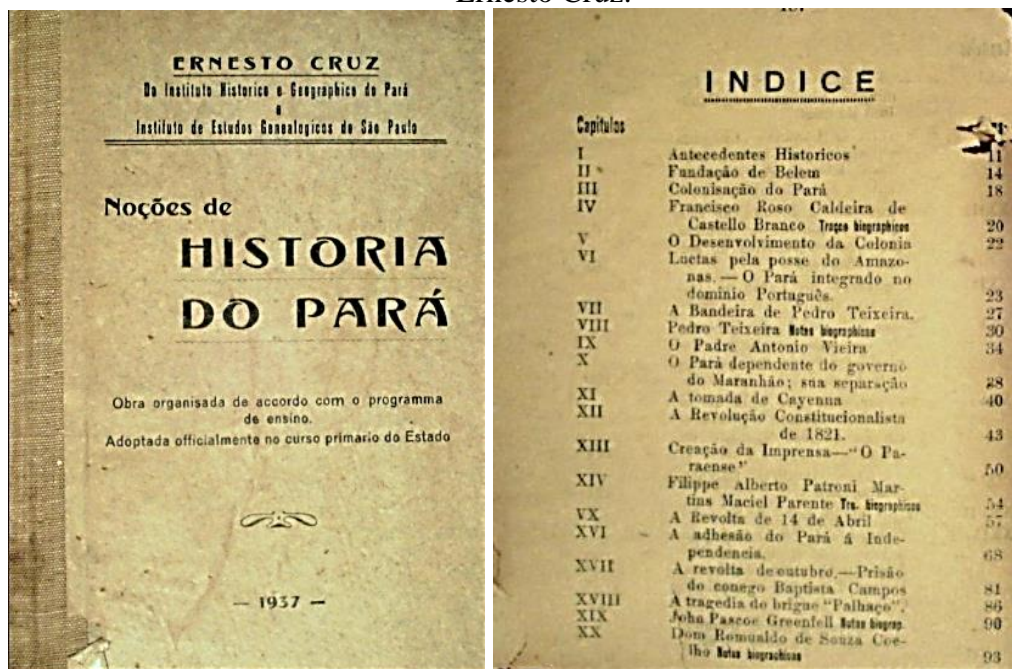 Ernesto Cruz.
ERNESTO CRUZ
Do Instituto Historico e Geographico do Pará
e
Instituto de Estudos Genealogicos de São Paulo
Noções de
HISTORIA
DO PARÁ
Obra organisada de accordo com o programma
de ensino.
Adoptada officialmente no curso primario do Estado
— 1937 —
INDICE
Capitulos
I Antecedentes Historicos 11
II Fundação de Belem 14
III Colonisação do Pará 18
IV Francisco Roso Caldeira de
Castello Branco Traços biographicos 20
V O Desenvolvimento da Colonia 22
VI Luctas pela posse do Amazo-
nas. — O Pará integrado no
dominio Português. 23
VII A Bandeira de Pedro Teixeira. 27
VIII Pedro Teixeira Notas biographicas 30
IX O Padre Antonio Vieira 34
X O Pará dependente do governo
do Maranhão; sua separação 38
XI A tomada de Cayenna 40
XII A Revolução Constitucionalista
de 1821. 43
XIII Creação da Imprensa—"O Pa-
raense" 50
XIV Filippe Alberto Patroni Mar-
tins Maciel Parente Tra. biographicos 54
VX A Revolta de 14 de Abril 57
XVI A adhesão do Pará á Inde-
pendencia. 68
XVII A revolta de outubro.—Prisão
do conego Baptista Campos 81
XVIII A tragedia do brigue "Palhaço". 86
XIX John Pascoe Greenfell Notas biograp. 90
XX Dom Romualdo de Souza Coe-
lho Notas biographicas 93